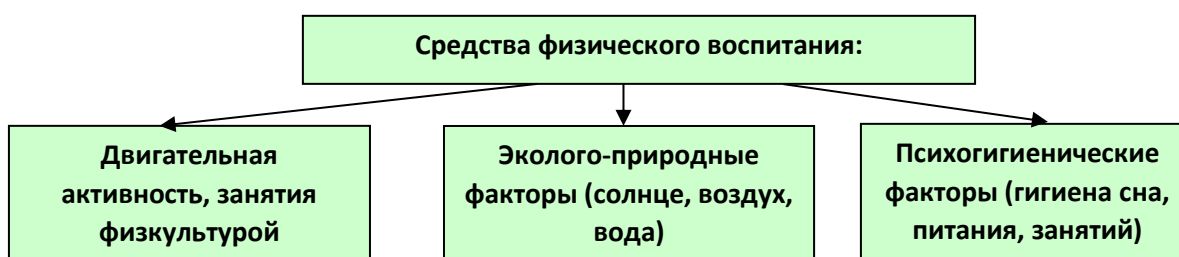 Средства физического воспитания:
Двигательная
активность, занятия
физкультурой
Эколого-природные
факторы (солнце, воздух,
вода)
Психогигиенические
факторы (гигиена сна,
питания, занятий)